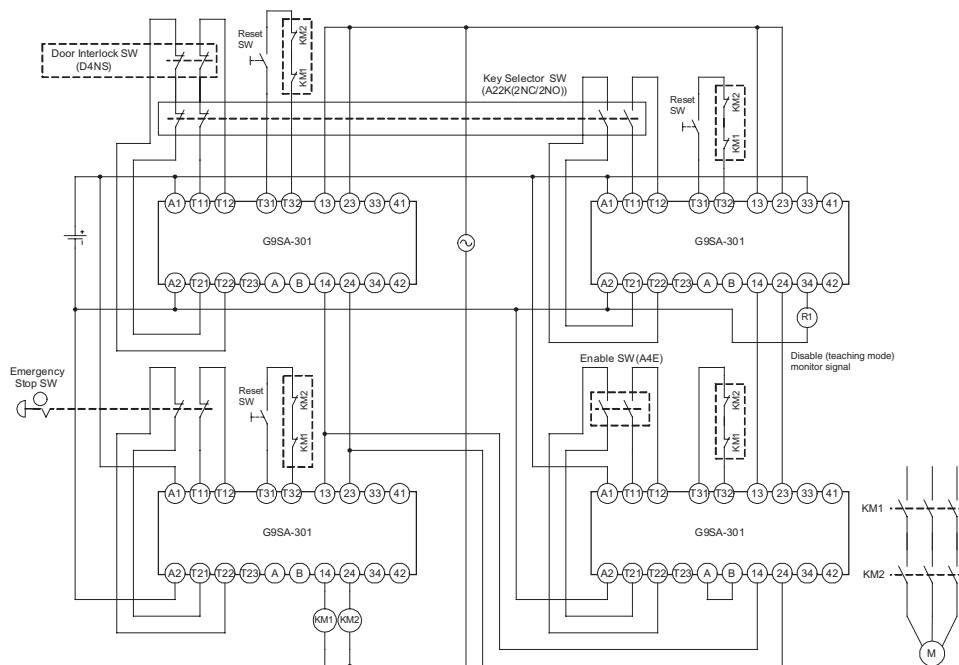 Door Interlock SW
(D4NS)
Reset
SW
KM2
KM1
Key Selector SW
(A22K(2NC/2NO))
Reset
SW
KM2
KM1
A1 T11 T12 T31 T32 13 23 33 41
G9SA-301
A2 T21 T22 T23 A B 14 24 34 42
+
-
A1 T11 T12 T31 T32 13 23 33 41
G9SA-301
A2 T21 T22 T23 A B 14 24 34 42
R1
Disable (teaching mode)
monitor signal
Emergency
Stop SW
Reset
SW
KM2
KM1
Enable SW(A4E)
KM2
KM1
A1 T11 T12 T31 T32 13 23 33 41
G9SA-301
A2 T21 T22 T23 A B 14 24 34 42
KM1 KM2
A1 T11 T12 T31 T32 13 23 33 41
G9SA-301
A2 T21 T22 T23 A B 14 24 34 42
KM1
KM2
M